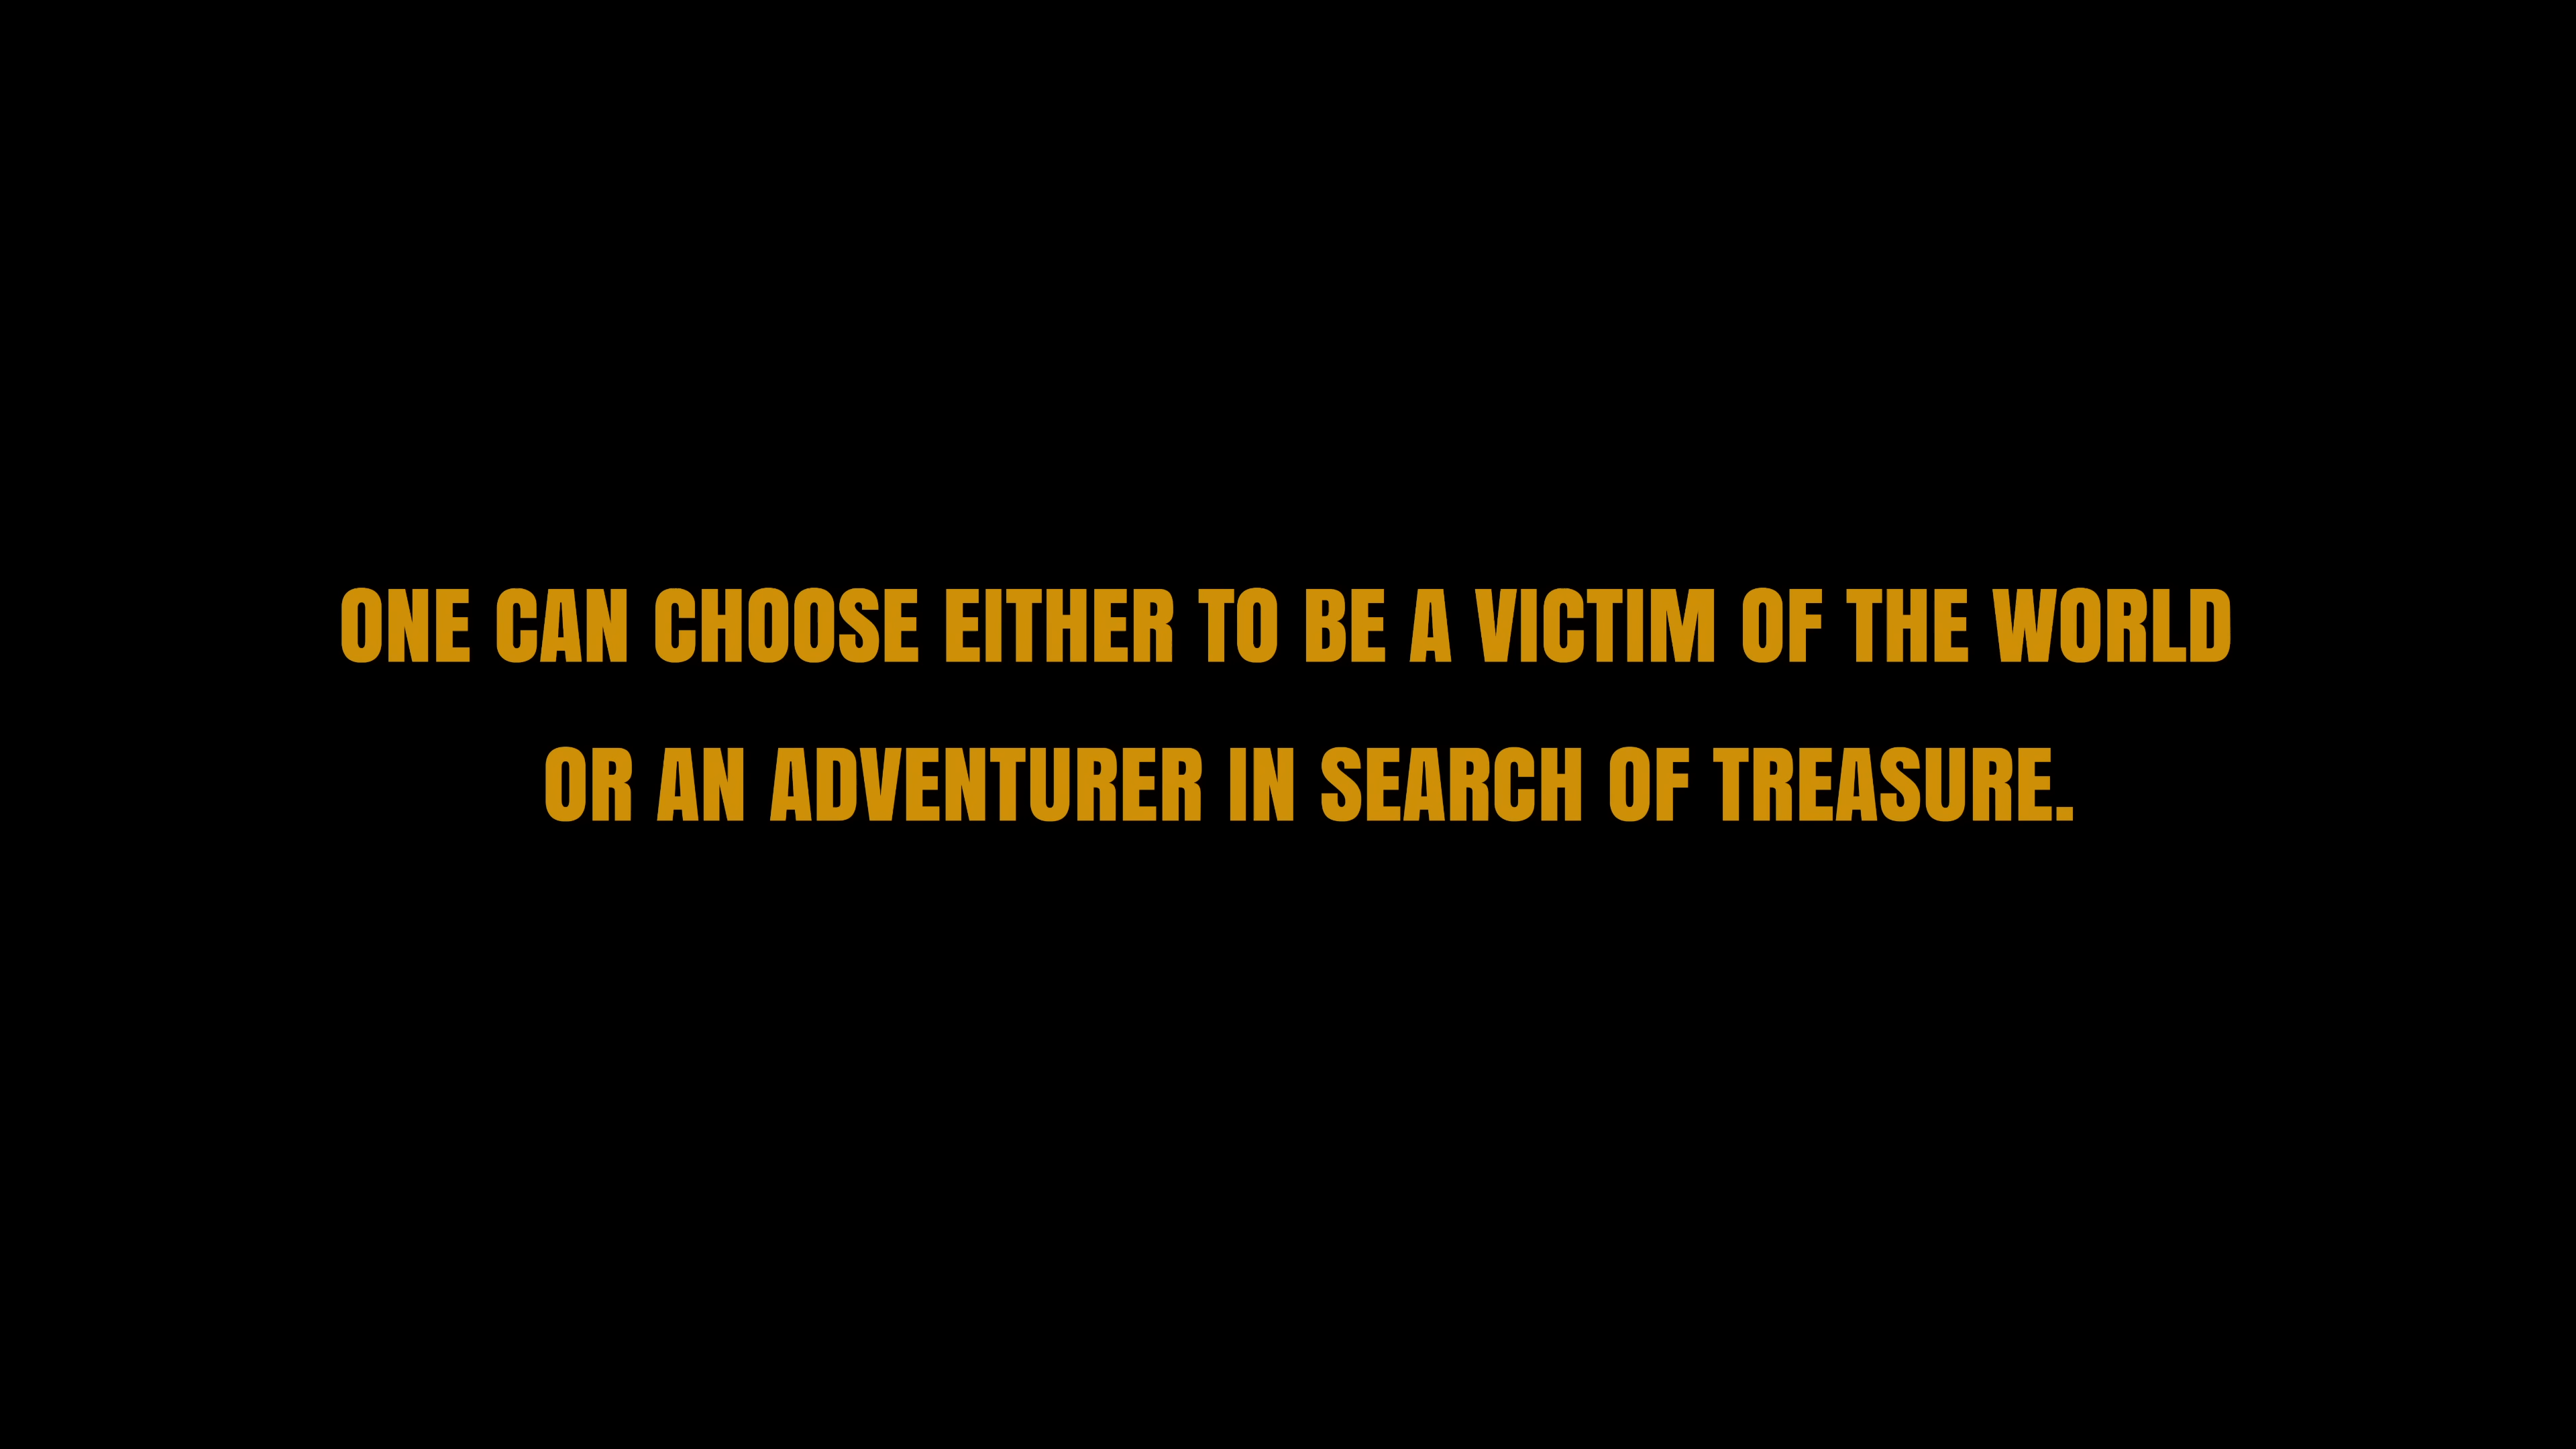 ONE CAN CHOOSE EITHER TO BE A VICTIM OF THE WORLD
OR AN ADVENTURER IN SEARCH OF TREASURE.